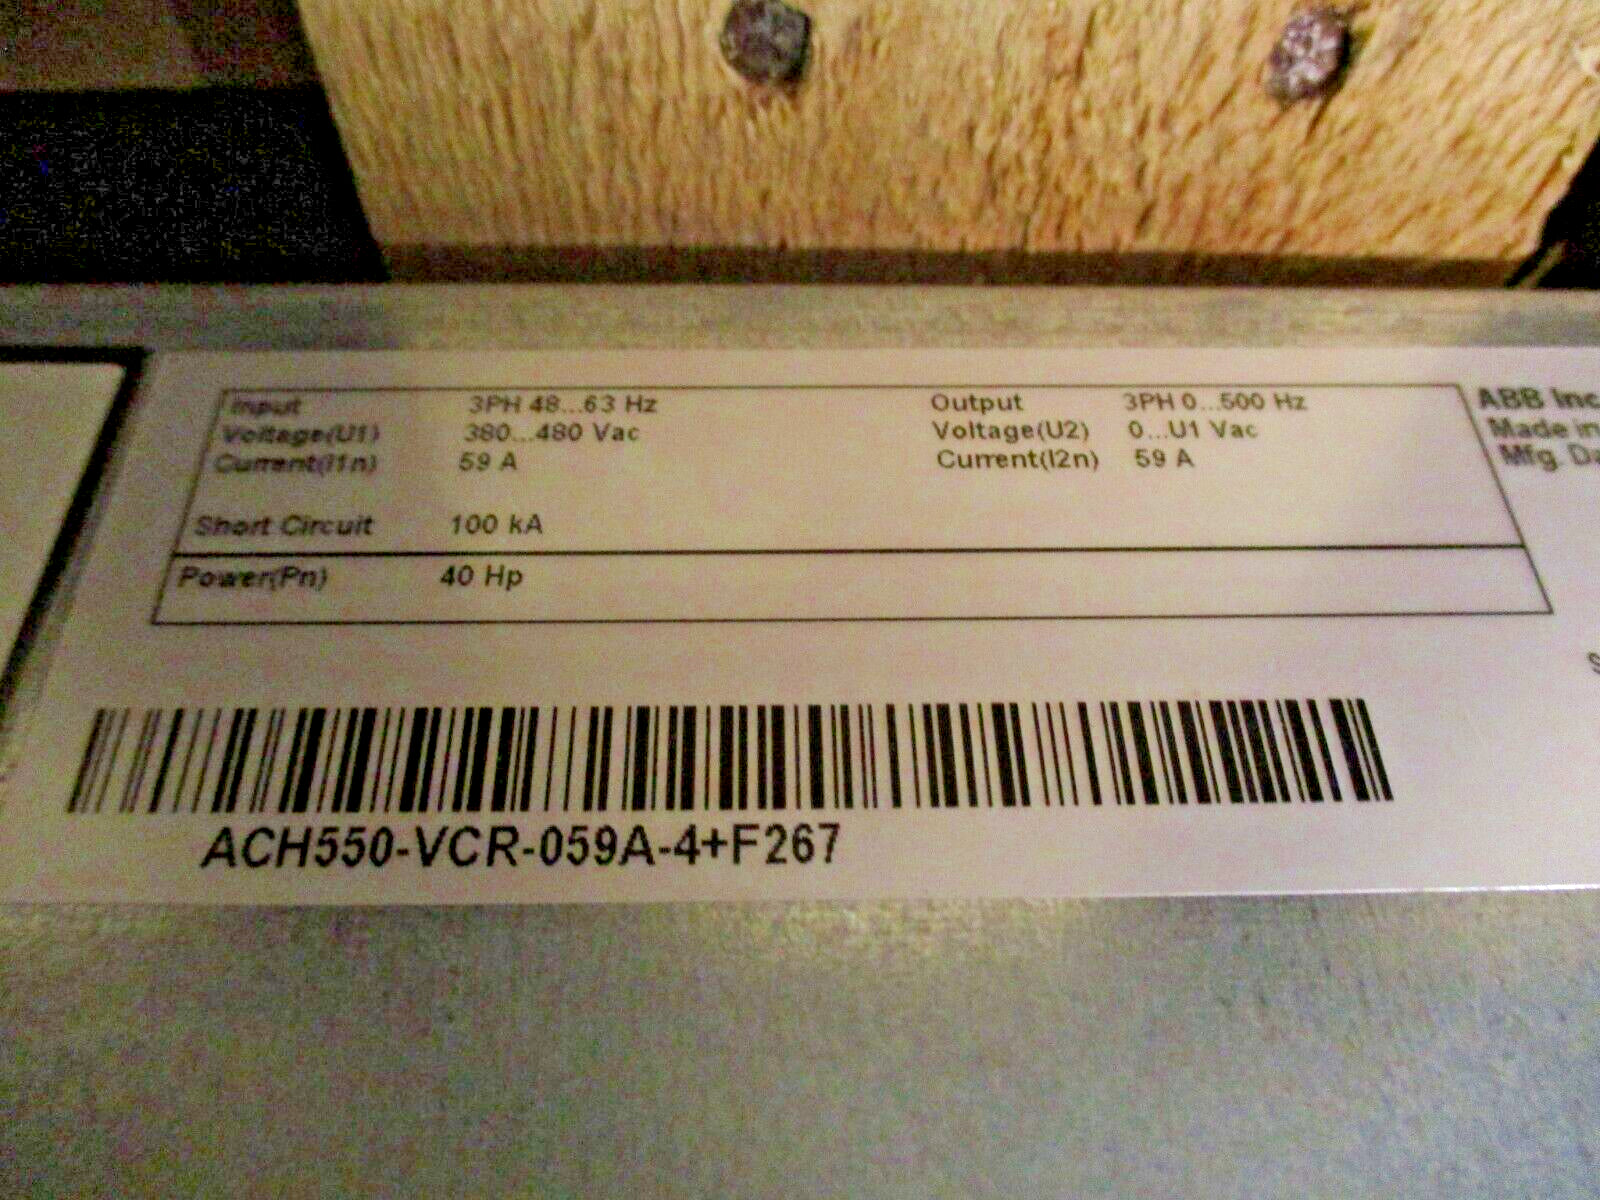 Input 3PH 48...63 Hz Output 3PH 0...500 Hz
Voltage(U1) 380...480 Vac Voltage(U2) 0...U1 Vac
Current(I1n) 59 A Current(I2n) 59 A
Short Circuit 100 kA
Power(Pn) 40 Hp
ABB Inc.
Made in
Mfg. Da
ACH550-VCR-059A-4+F267